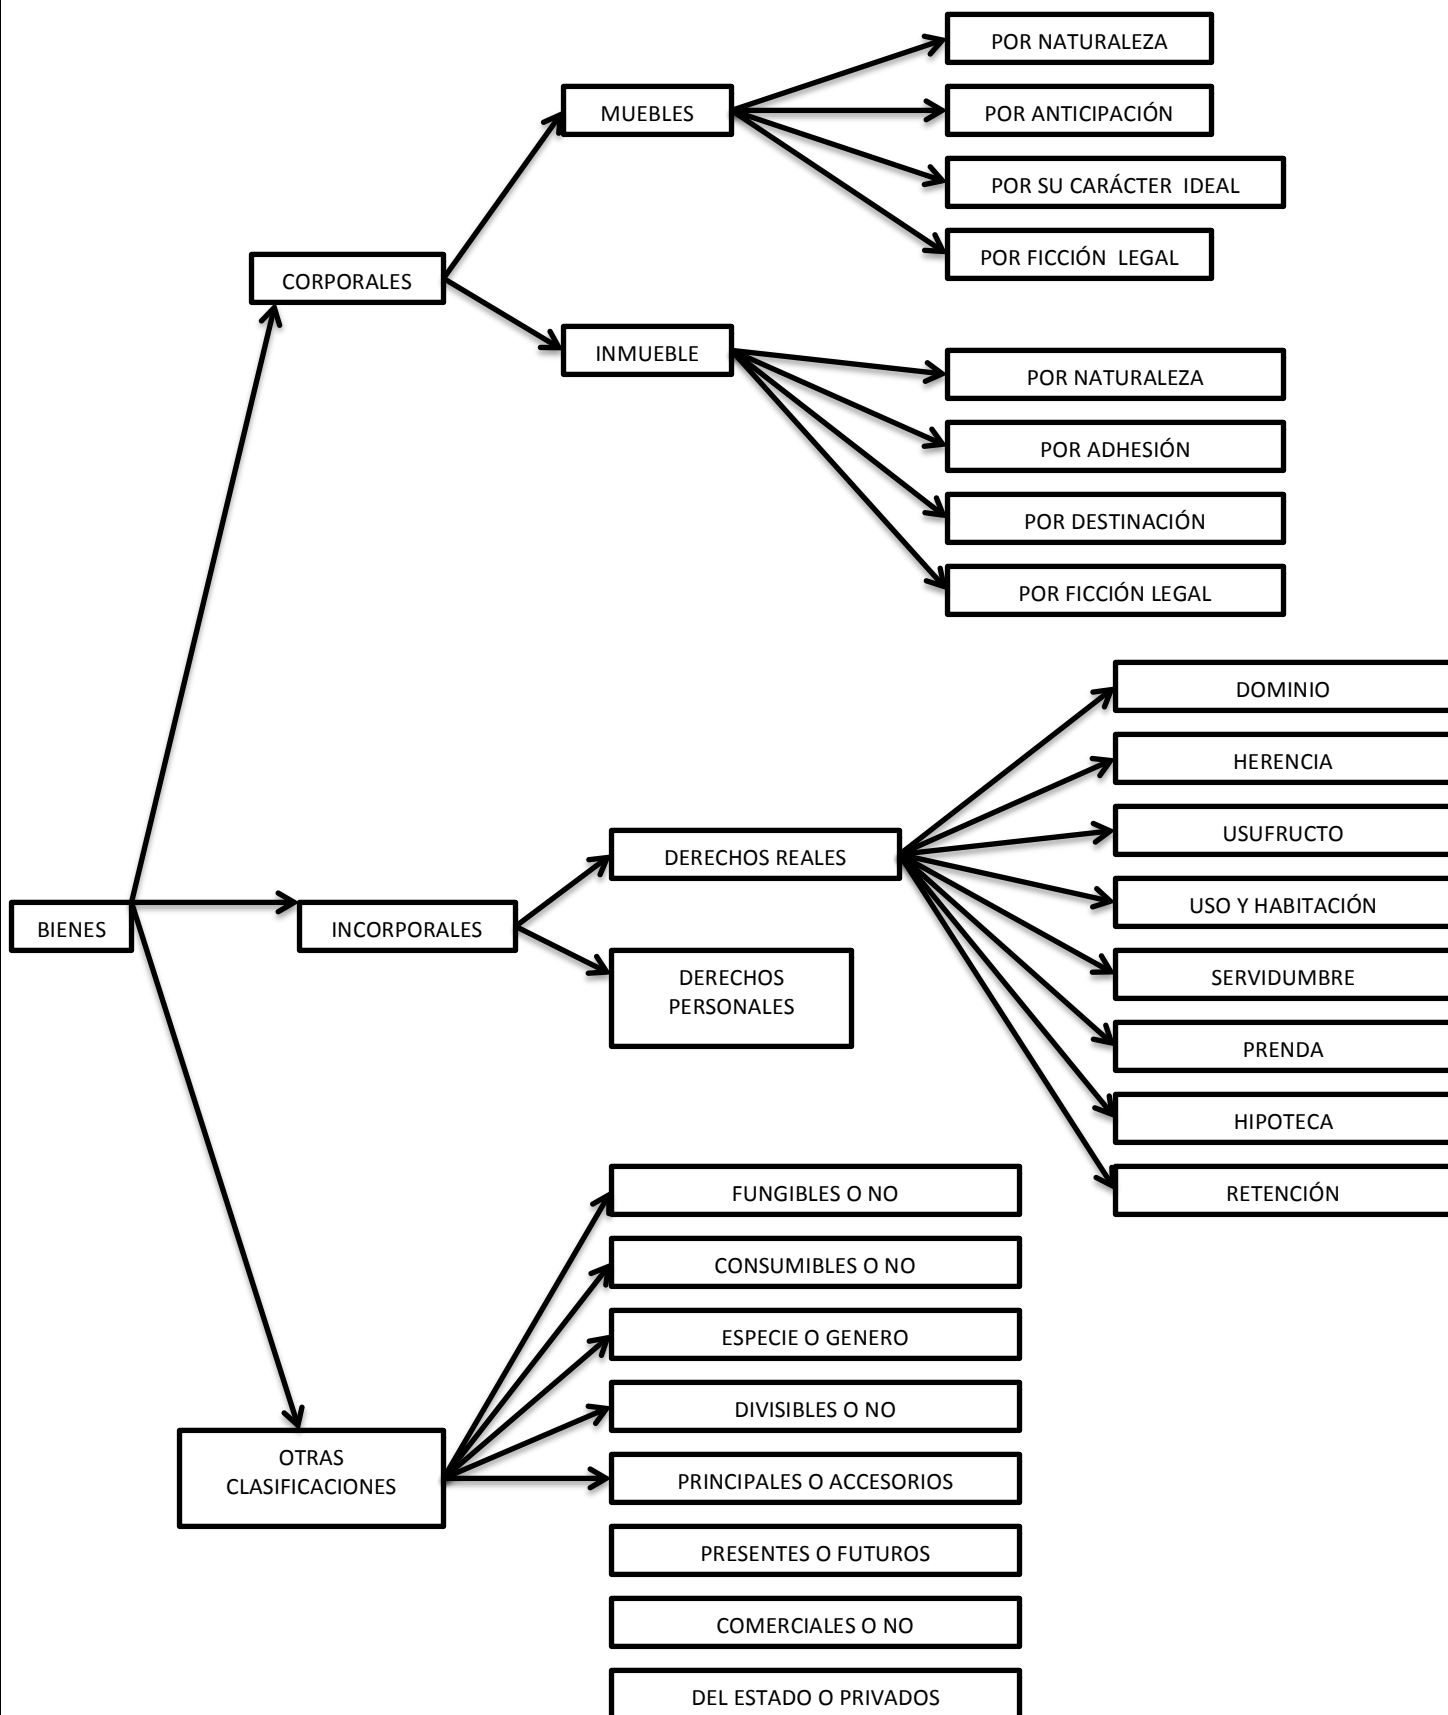 POR NATURALEZA
MUEBLES
POR ANTICIPACIÓN
POR SU CARÁCTER  IDEAL
POR FICCIÓN  LEGAL
CORPORALES
INMUEBLE
POR NATURALEZA
POR ADHESIÓN
POR DESTINACIÓN
POR FICCIÓN LEGAL
DOMINIO
HERENCIA
USUFRUCTO
DERECHOS REALES
USO Y HABITACIÓN
BIENES
INCORPORALES
SERVIDUMBRE
DERECHOS
PERSONALES
PRENDA
HIPOTECA
RETENCIÓN
FUNGIBLES O NO
CONSUMIBLES O NO
ESPECIE O GENERO
DIVISIBLES O NO
OTRAS
CLASIFICACIONES
PRINCIPALES O ACCESORIOS
PRESENTES O FUTUROS
COMERCIALES O NO
DEL ESTADO O PRIVADOS